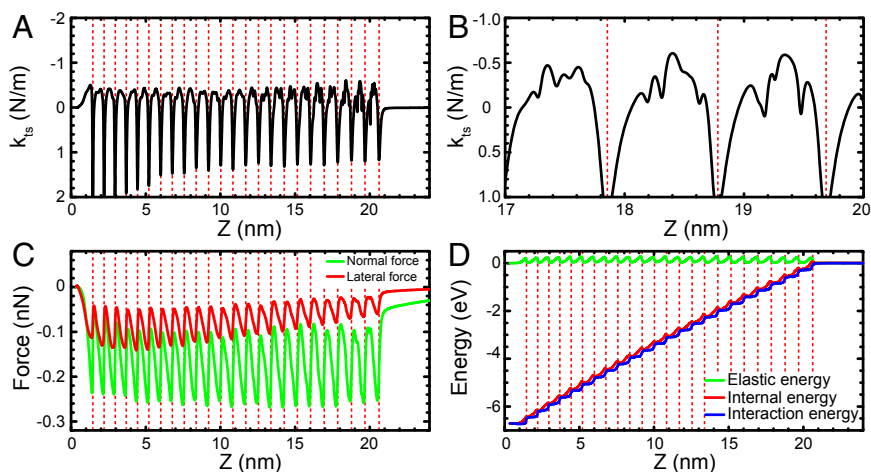 A
-2
-1
0
1
2
k_ts (N/m)
0 5 10 15 20
Z (nm)
B
-1.0
-0.5
0
0.5
1.0
k_ts (N/m)
17 18 19 20
Z (nm)
C
0
-0.1
-0.2
-0.3
Force (nN)
Normal force
Lateral force
0 5 10 15 20
Z (nm)
D
0
-2
-4
-6
Energy (eV)
Elastic energy
Internal energy
Interaction energy
0 5 10 15 20
Z (nm)